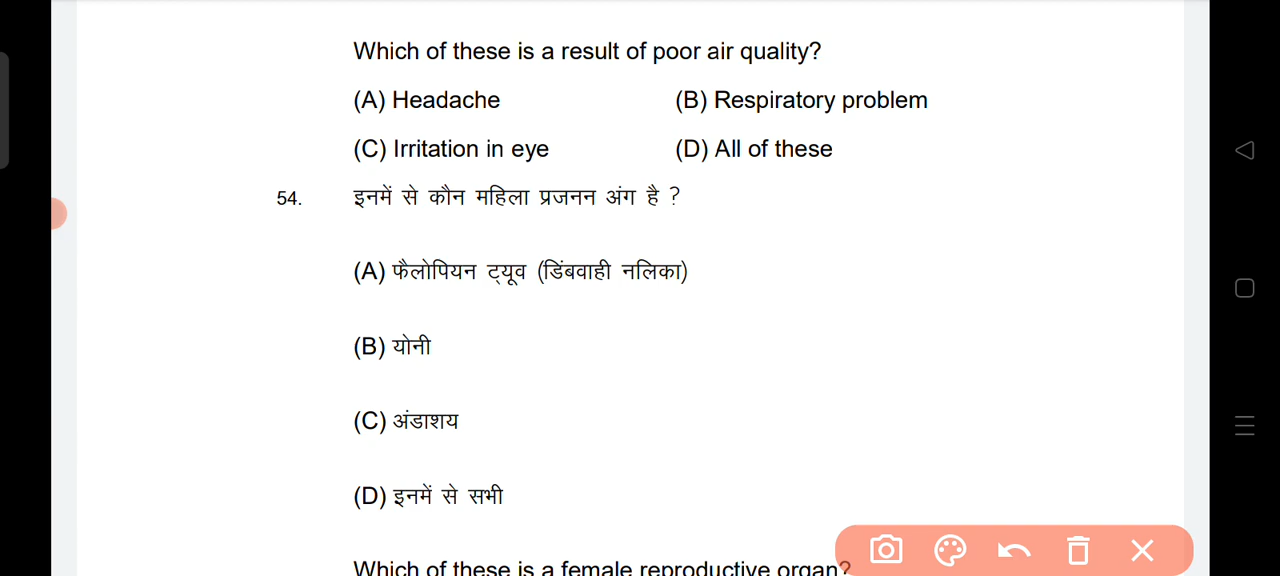 Which of these is a result of poor air quality?
(A) Headache (B) Respiratory problem
(C) Irritation in eye (D) All of these
54. इनमें से कौन महिला प्रजनन अंग है ?
(A) फैलोपियन ट्यूव (डिंबवाही नलिका)
(B) योनी
(C) अंडाशय
(D) इनमें से सभी
Which of these is a female reproductive organ?